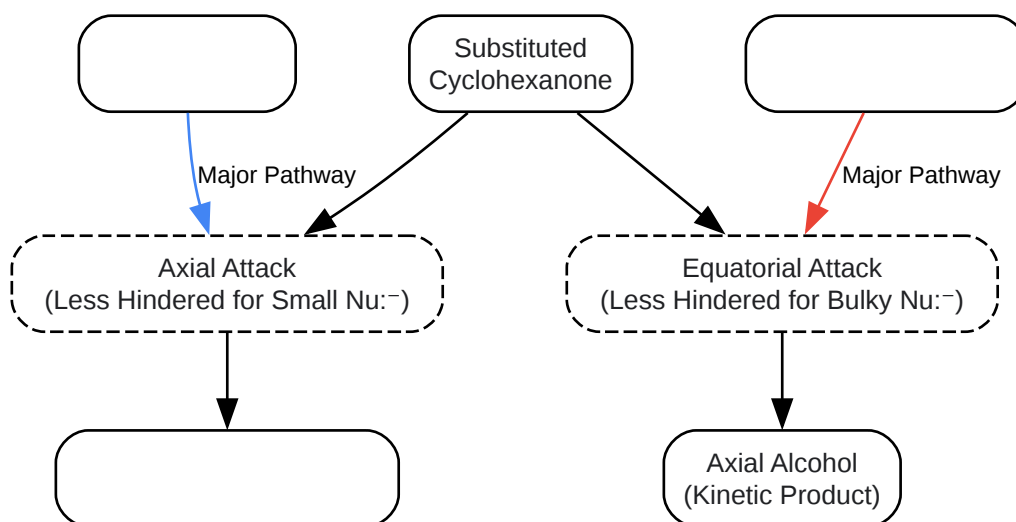 Substituted
Cyclohexanone
Major Pathway
Major Pathway
Axial Attack
(Less Hindered for Small Nu:⁻)
Equatorial Attack
(Less Hindered for Bulky Nu:⁻)
Axial Alcohol
(Kinetic Product)